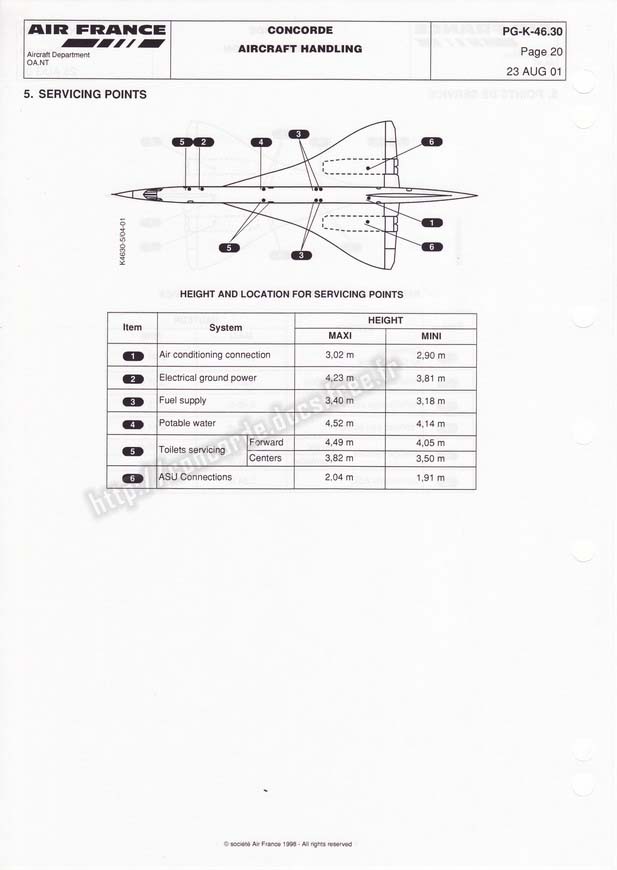 AIR FRANCE
Aircraft Department
OA.NT
CONCORDE
AIRCRAFT HANDLING
PG-K-46.30
Page 20
23 AUG 01
5. SERVICING POINTS
5 2 4 3 6
5 3 1 6
K4630-5/04-01
HEIGHT AND LOCATION FOR SERVICING POINTS
Item System HEIGHT
MAXI MINI
1 Air conditioning connection 3,02 m 2,90 m
2 Electrical ground power 4,23 m 3,81 m
3 Fuel supply 3,40 m 3,18 m
4 Potable water 4,52 m 4,14 m
5 Toilets servicing Forward 4,49 m 4,05 m
Centers 3,82 m 3,50 m
6 ASU Connections 2,04 m 1,91 m
http://concorde.docs.free.fr
© société Air France 1998 - All rights reserved